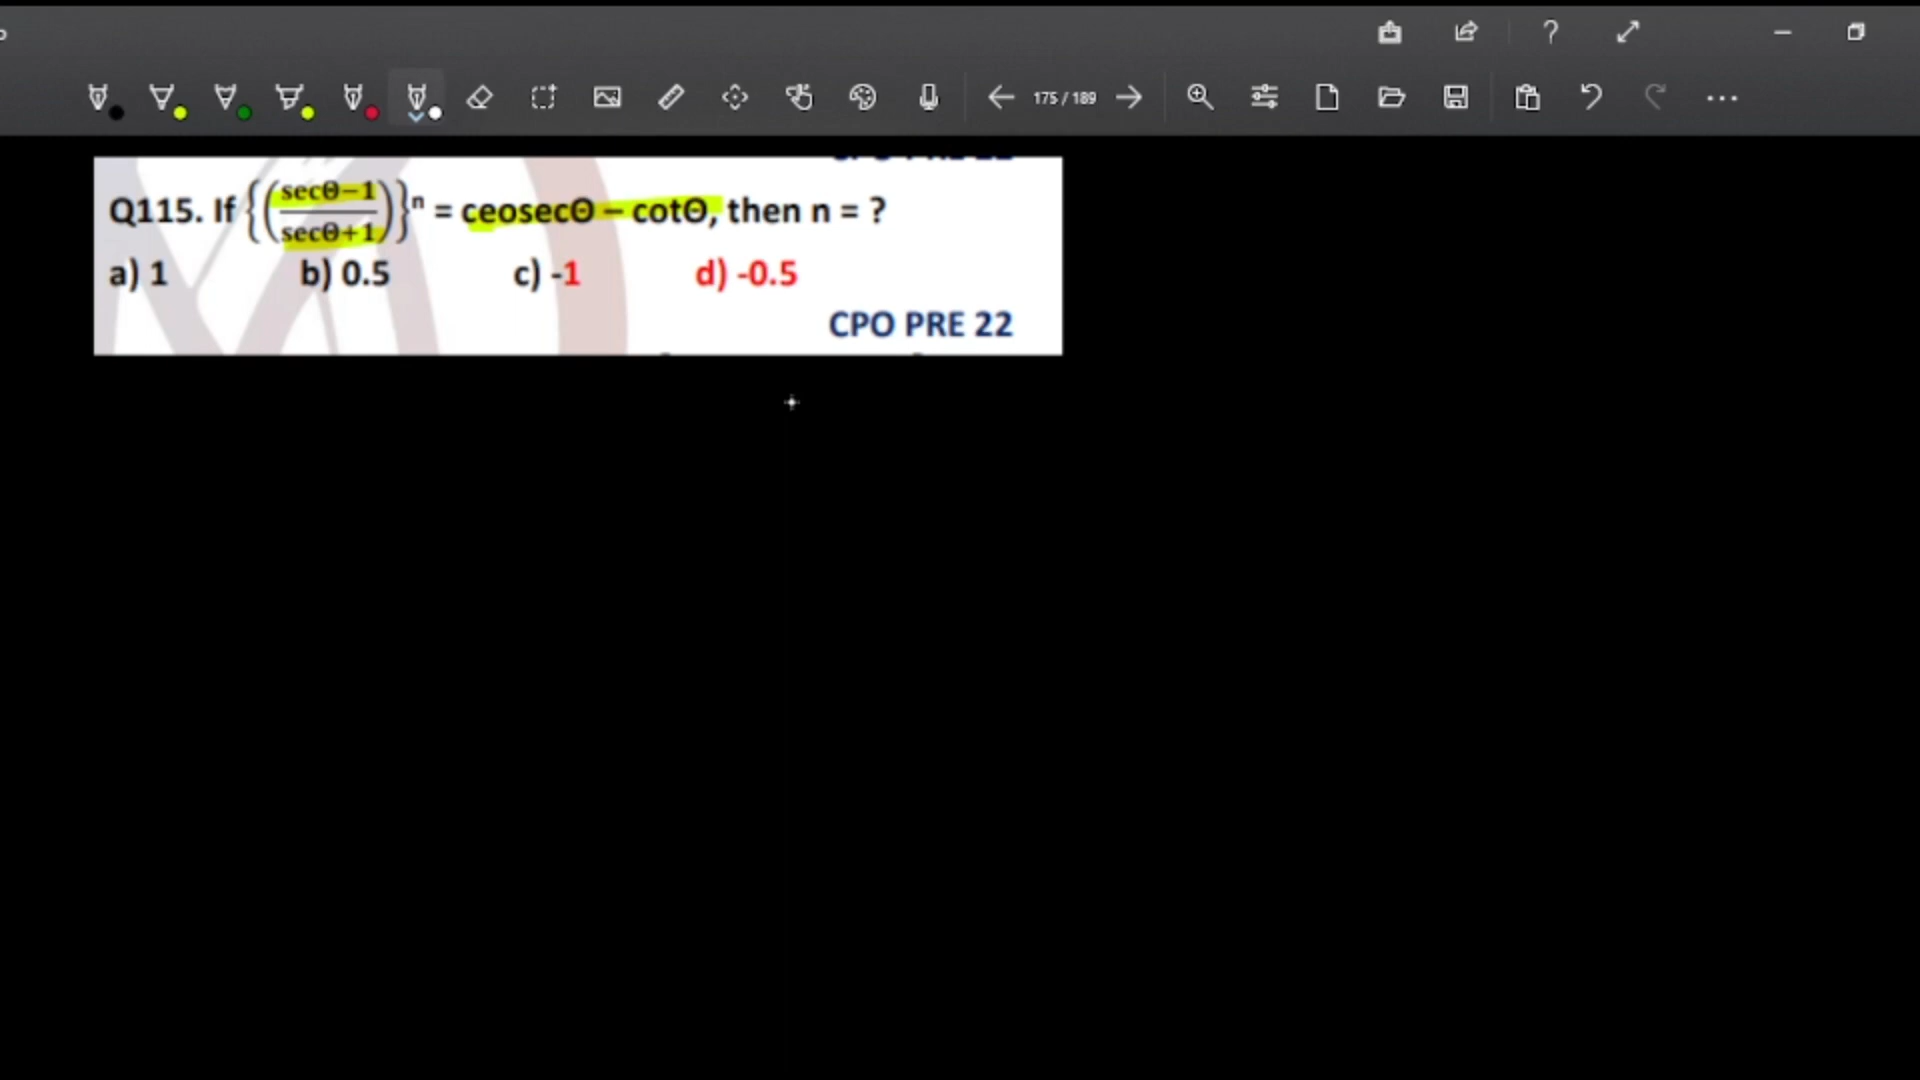 175 / 189
Q115. If {(secΘ−1/secΘ+1)}ⁿ = ceosecΘ – cotΘ, then n = ?
a) 1 b) 0.5 c) -1 d) -0.5
CPO PRE 22